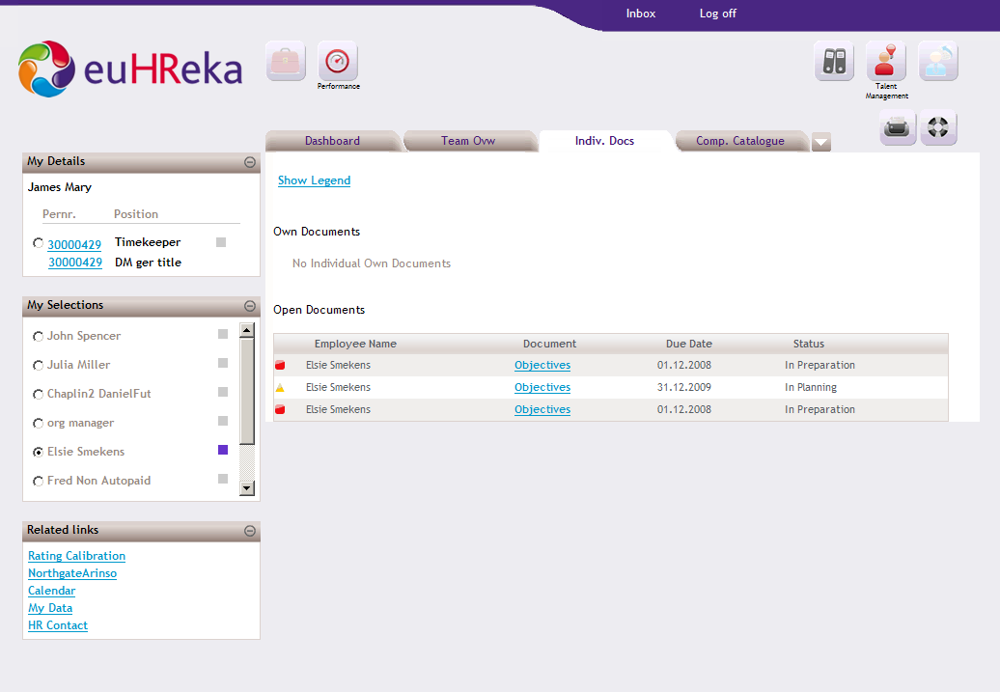 Inbox Log off
euHReka
Performance
Talent
Management
Dashboard Team Ovw Indiv. Docs Comp. Catalogue
My Details
James Mary
Pernr. Position
30000429 Timekeeper
30000429 DM ger title
My Selections
John Spencer
Julia Miller
Chaplin2 DanielFut
org manager
Elsie Smekens
Fred Non Autopaid
Related links
Rating Calibration
NorthgateArinso
Calendar
My Data
HR Contact
Show Legend
Own Documents
No Individual Own Documents
Open Documents
Employee Name Document Due Date Status
Elsie Smekens Objectives 01.12.2008 In Preparation
Elsie Smekens Objectives 31.12.2009 In Planning
Elsie Smekens Objectives 01.12.2008 In Preparation